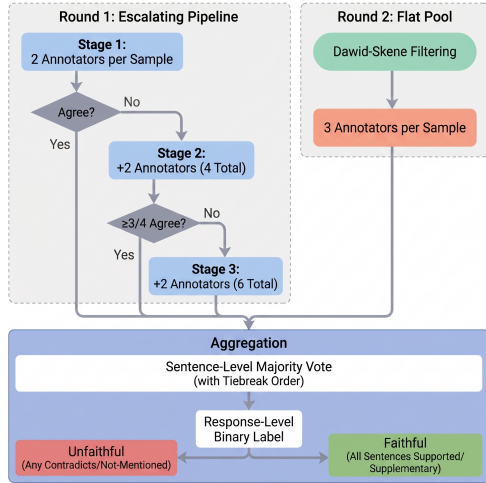 Round 1: Escalating Pipeline
Stage 1:
2 Annotators per Sample
Agree?
No
Yes
Stage 2:
+2 Annotators (4 Total)
≥3/4 Agree?
No
Yes
Stage 3:
+2 Annotators (6 Total)
Round 2: Flat Pool
Dawid-Skene Filtering
3 Annotators per Sample
Aggregation
Sentence-Level Majority Vote
(with Tiebreak Order)
Response-Level
Binary Label
Unfaithful
(Any Contradicts/Not-Mentioned)
Faithful
(All Sentences Supported/
Supplementary)